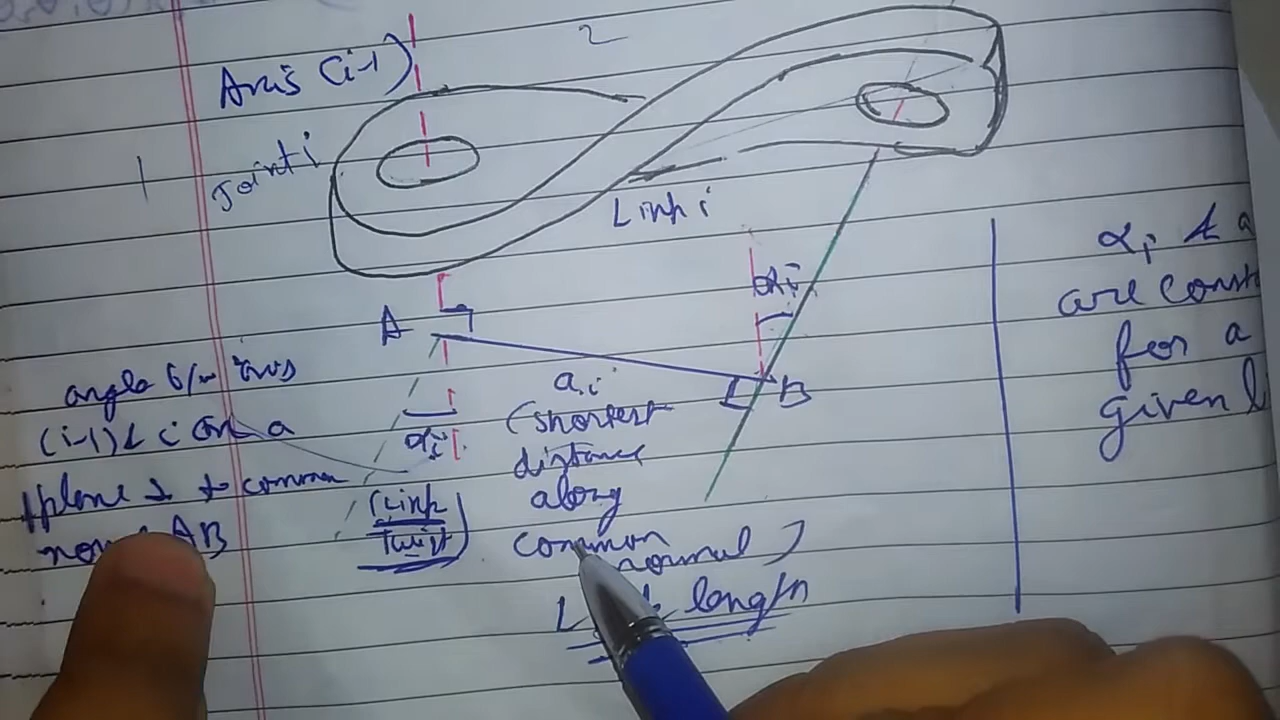 2
Axis (i-1)
Joint i
1
Link i
αi
A
B
ai
(shortest
distance
along
common
normal)
length
αi
(Link
Twist)
angle b/w axis
(i-1) & i on a
plane ⊥ to common
AB
αi & a
are const
for a
given l